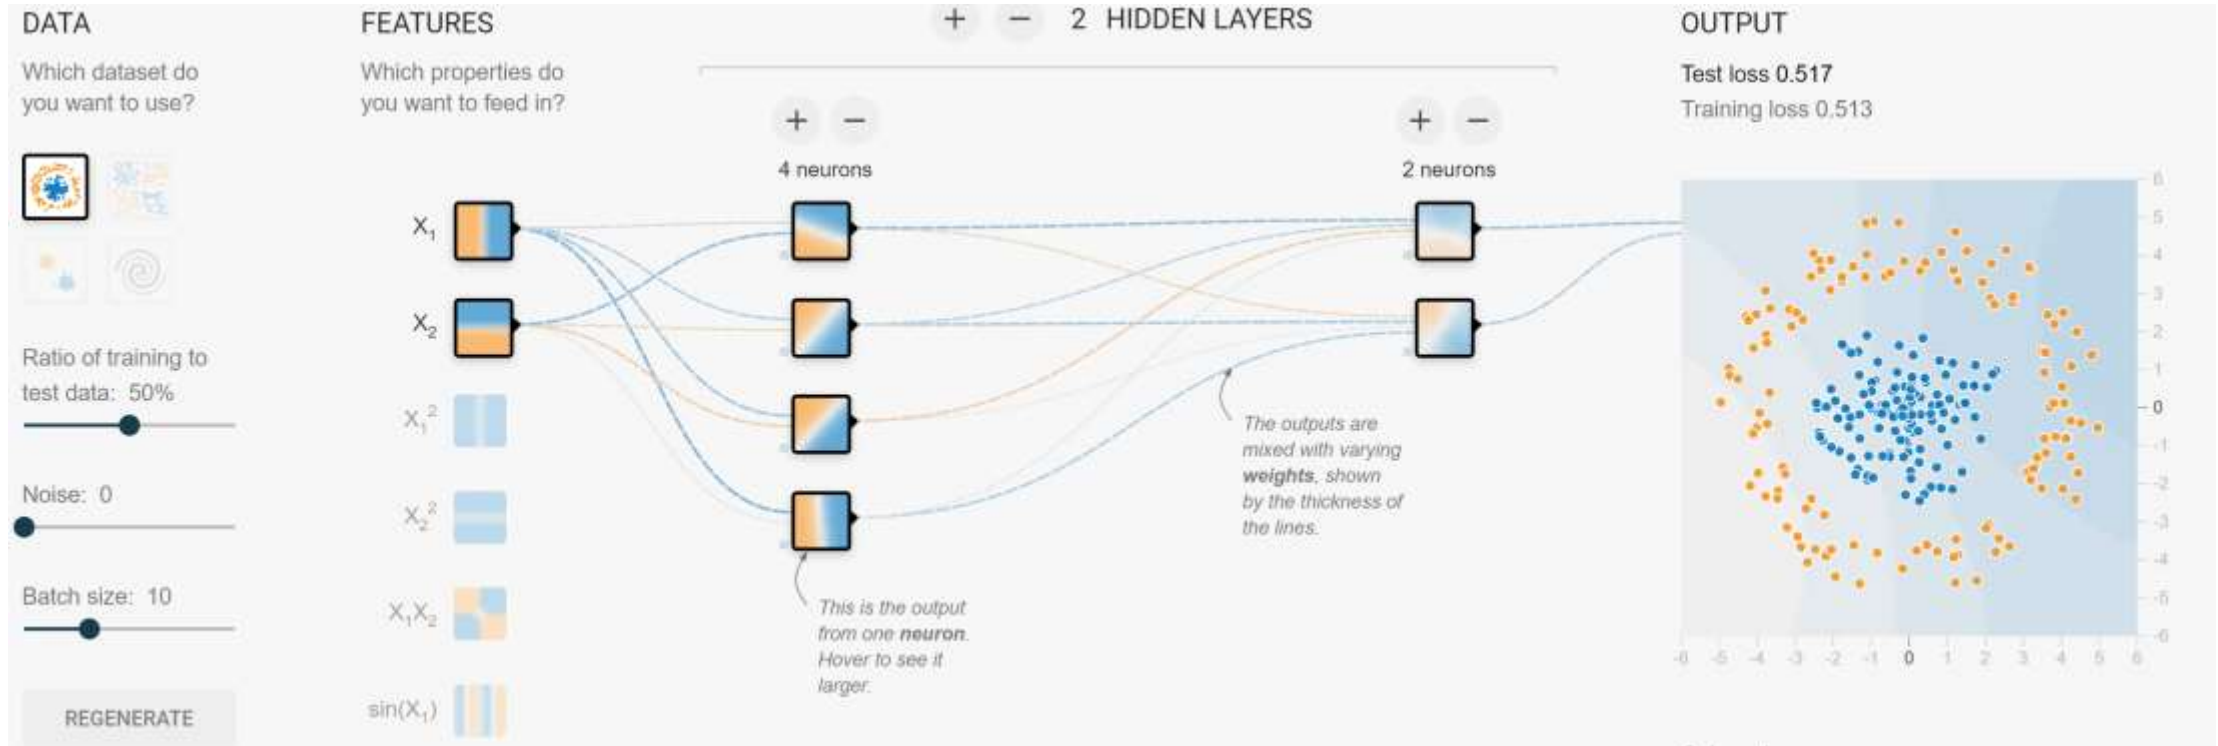 DATA
Which dataset do
you want to use?
Ratio of training to
test data: 50%
Noise: 0
Batch size: 10
REGENERATE
FEATURES
Which properties do
you want to feed in?
X₁
X₂
X₁²
X₂²
X₁X₂
sin(X₁)
+ − 2 HIDDEN LAYERS
+ −
4 neurons
+ −
2 neurons
This is the output
from one neuron.
Hover to see it
larger.
The outputs are
mixed with varying
weights, shown
by the thickness of
the lines.
OUTPUT
Test loss 0.517
Training loss 0.513
6
5
4
3
2
1
0
-1
-2
-3
-4
-5
-6
-6 -5 -4 -3 -2 -1 0 1 2 3 4 5 6